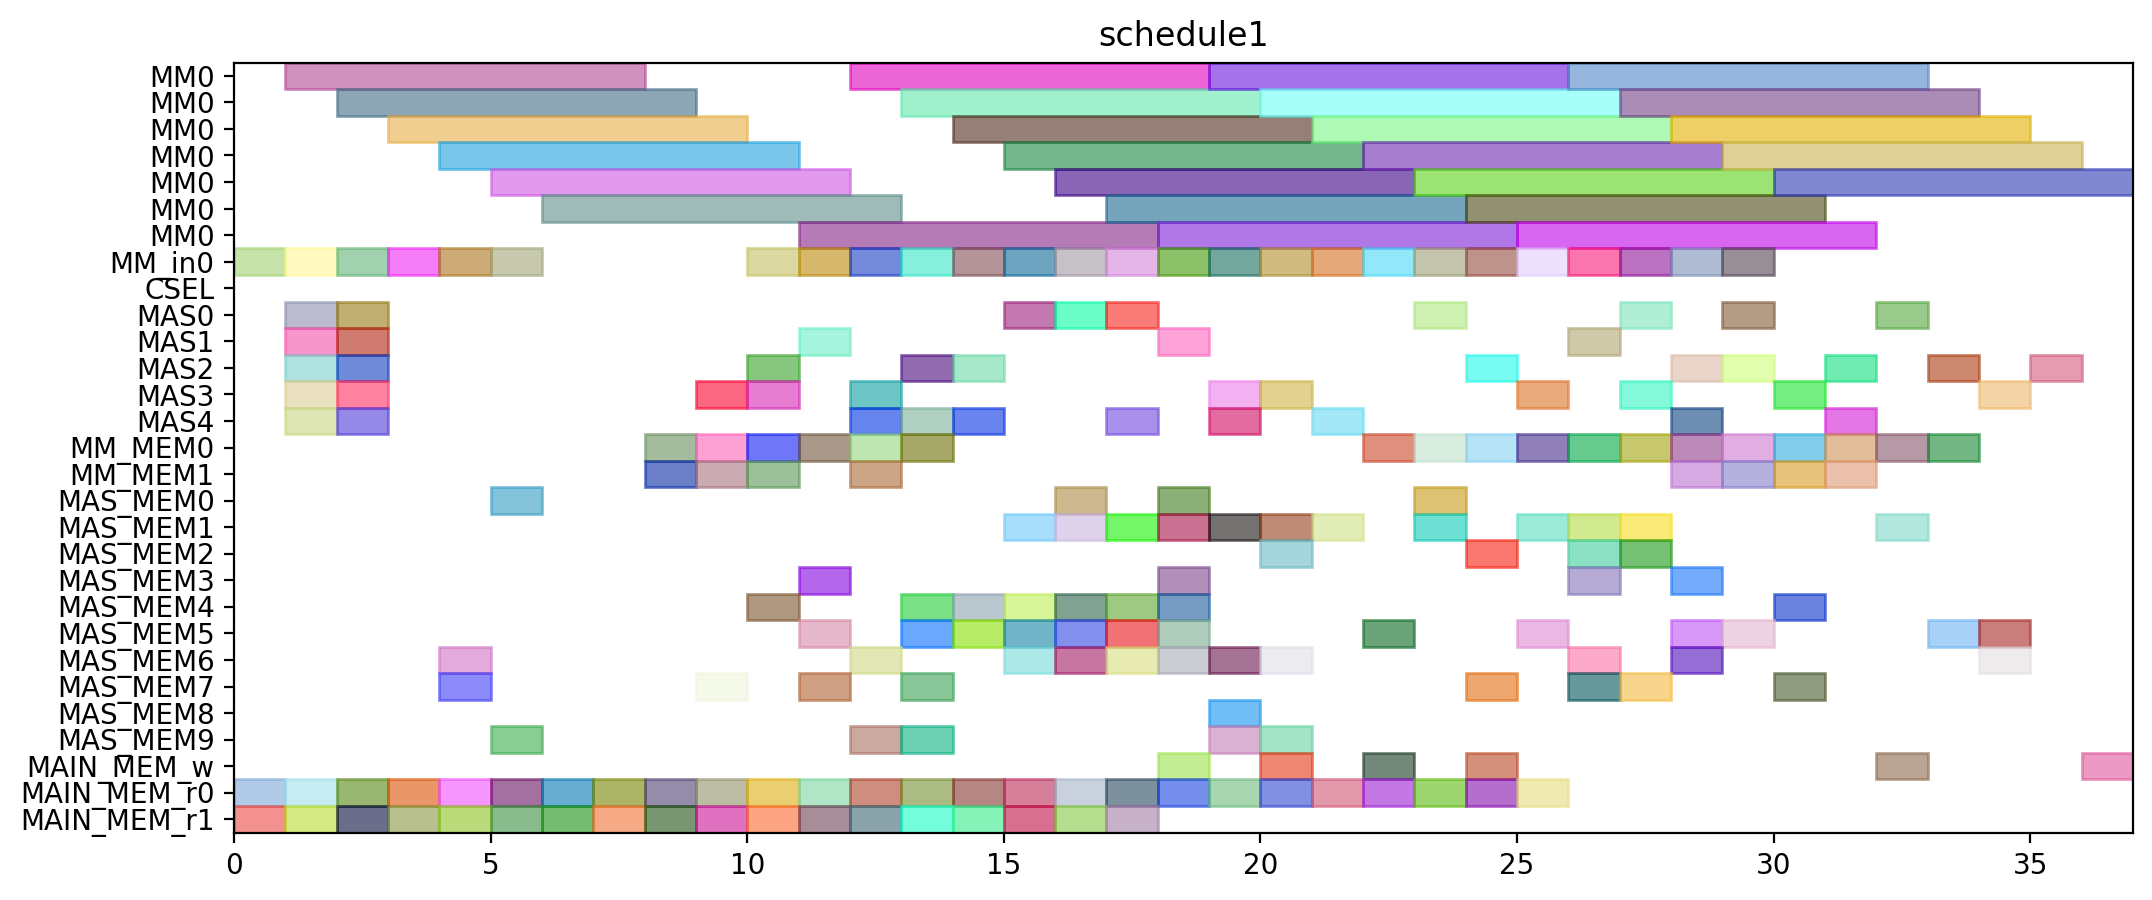 schedule1
MM0
MM0
MM0
MM0
MM0
MM0
MM0
MM_in0
CSEL
MAS0
MAS1
MAS2
MAS3
MAS4
MM_MEM0
MM_MEM1
MAS_MEM0
MAS_MEM1
MAS_MEM2
MAS_MEM3
MAS_MEM4
MAS_MEM5
MAS_MEM6
MAS_MEM7
MAS_MEM8
MAS_MEM9
MAIN_MEM_w
MAIN_MEM_r0
MAIN_MEM_r1
0 5 10 15 20 25 30 35